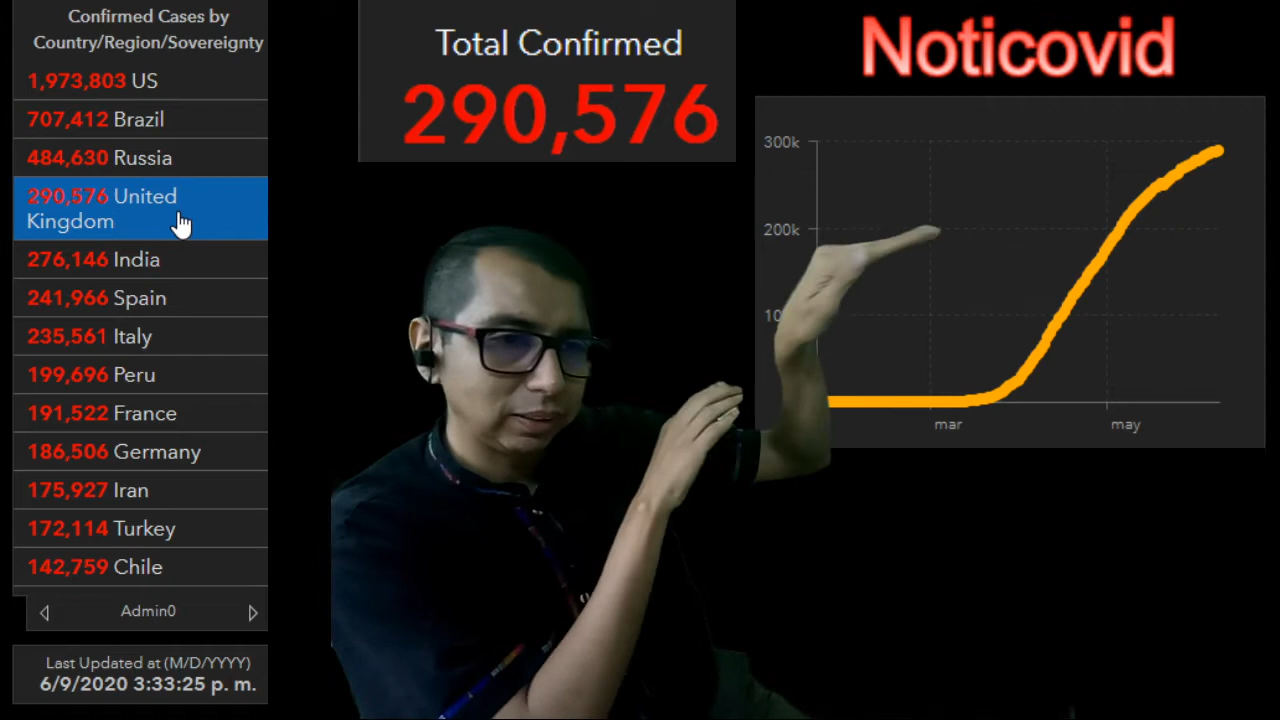 Confirmed Cases by
Country/Region/Sovereignty
1,973,803 US
707,412 Brazil
484,630 Russia
290,576 United
Kingdom
276,146 India
241,966 Spain
235,561 Italy
199,696 Peru
191,522 France
186,506 Germany
175,927 Iran
172,114 Turkey
142,759 Chile
Admin0
Last Updated at (M/D/YYYY)
6/9/2020 3:33:25 p. m.
Total Confirmed
290,576
Noticovid
300k
200k
10
mar
may